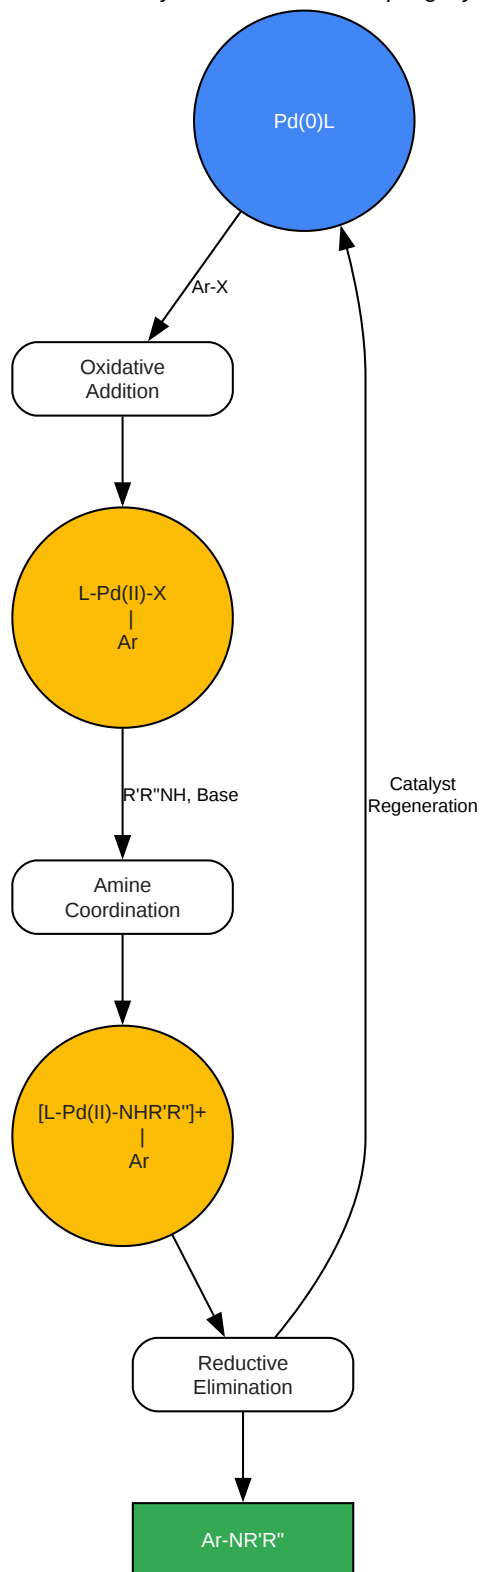 Pd(0)L
Ar-X
Oxidative
Addition
L-Pd(II)-X
|
Ar
R'R"NH, Base
Catalyst
Regeneration
Amine
Coordination
[L-Pd(II)-NHR'R"]+
|
Ar
Reductive
Elimination
Ar-NR'R"